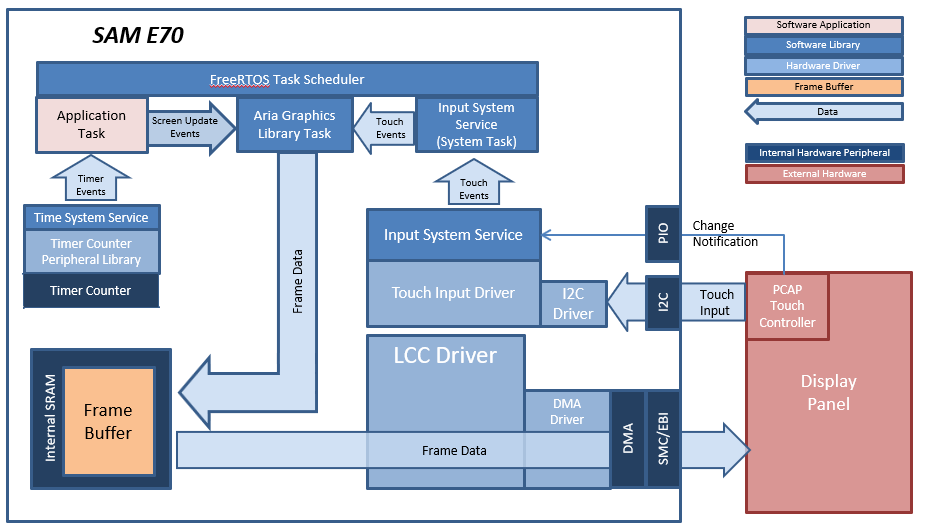 SAM E70
FreeRTOS Task Scheduler
Application
Task
Screen Update
Events
Aria Graphics
Library Task
Touch
Events
Input System
Service
(System Task)
Timer
Events
Touch
Events
Time System Service
Timer Counter
Peripheral Library
Timer Counter
Frame Data
Input System Service
Touch Input Driver
I2C
Driver
PIO
Change
Notification
I2C
Touch
Input
PCAP
Touch
Controller
Display
Panel
LCC Driver
DMA
Driver
DMA
SMC/EBI
Internal SRAM
Frame
Buffer
Frame Data
Software Application
Software Library
Hardware Driver
Frame Buffer
Data
Internal Hardware Peripheral
External Hardware